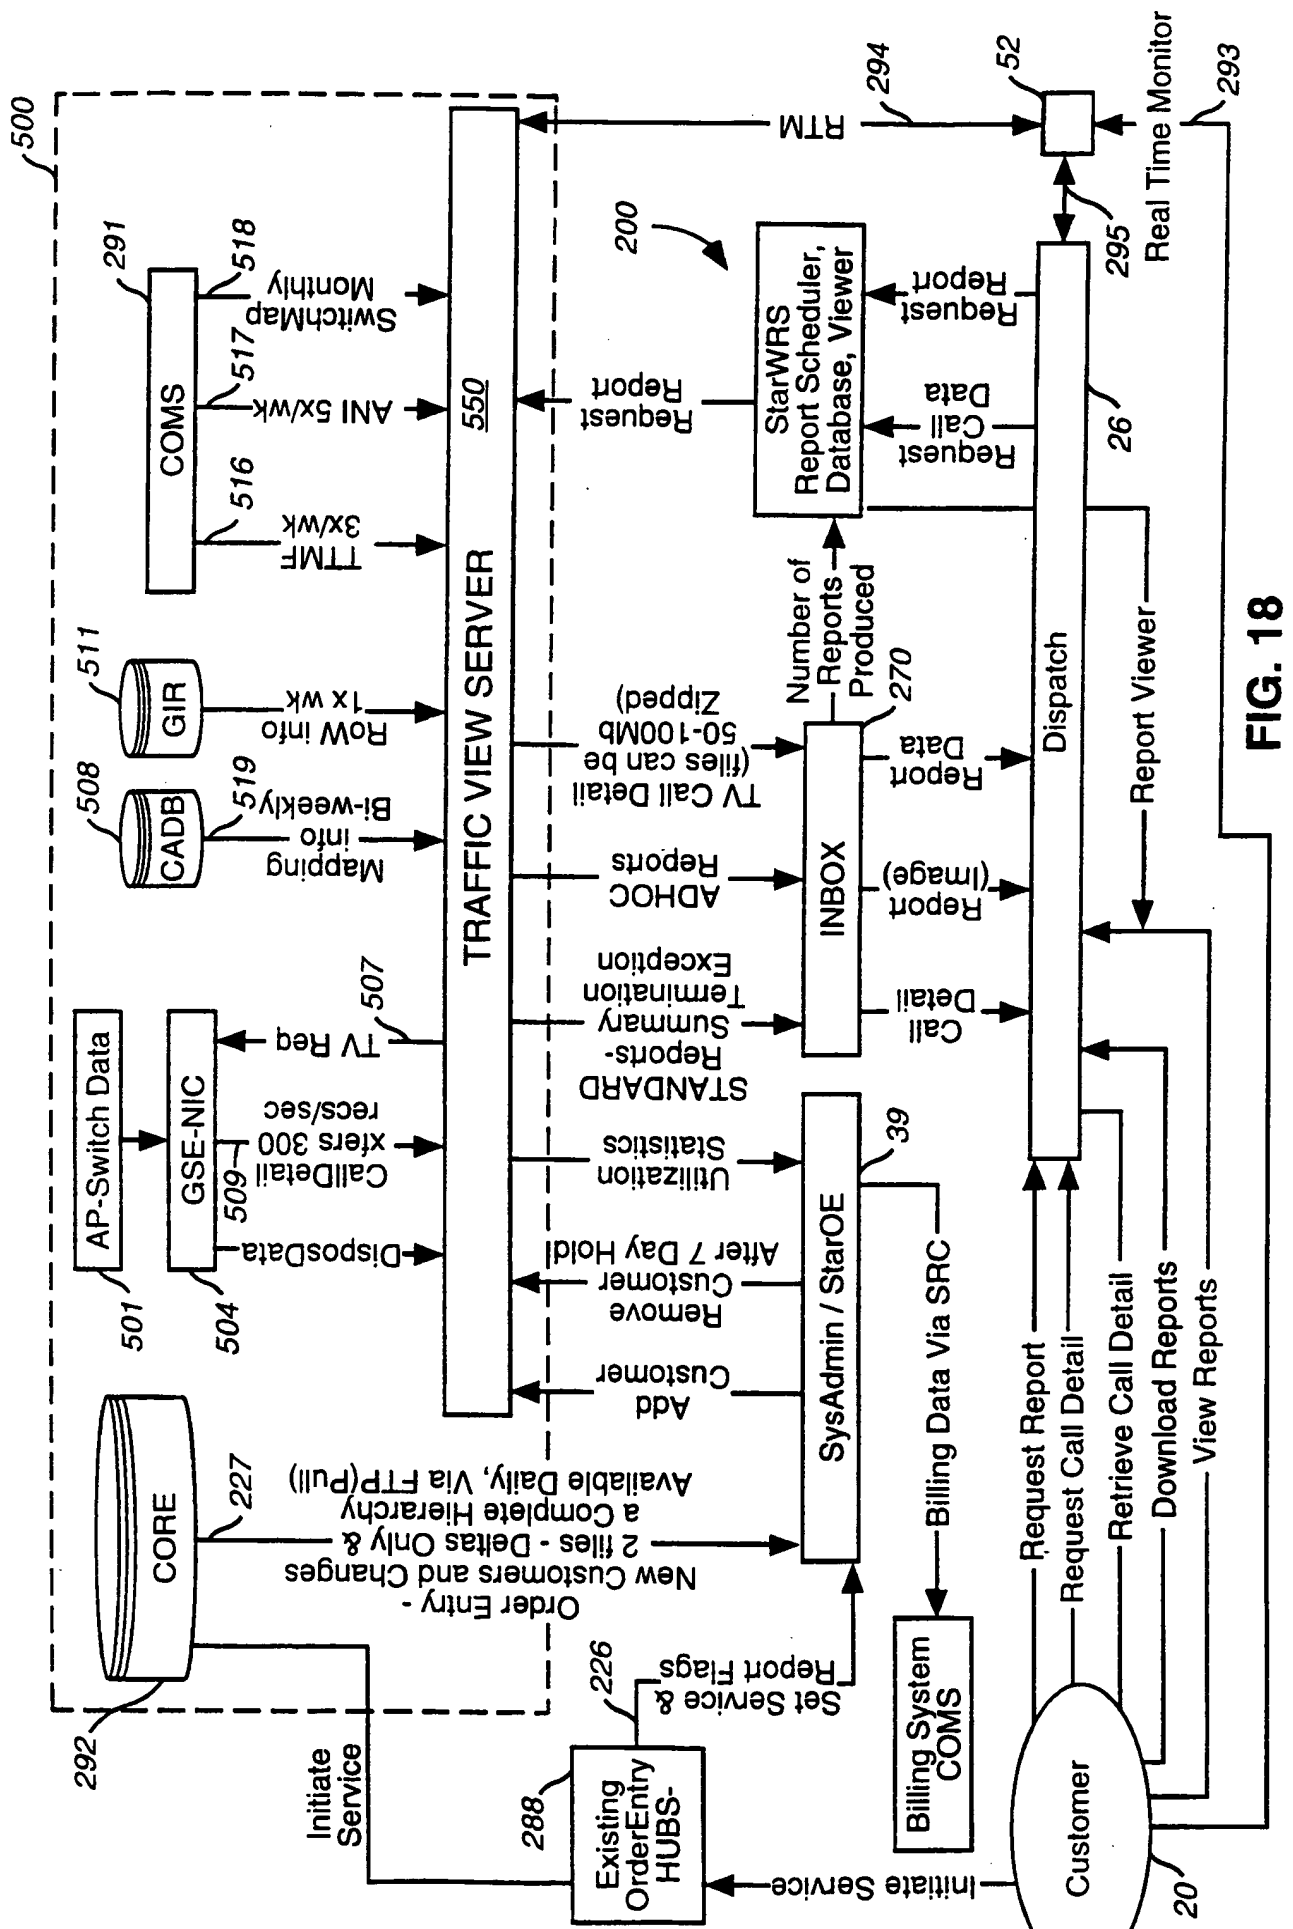 500
292
CORE
227
501
AP-Switch Data
504
GSE-NIC
509
507
508
CADB
519
511
GIR
291
COMS
516
517
518
Initiate
Service
Order Entry -
New Customers and Changes
2 files - Deltas Only &
a Complete Hierarchy
Available Daily, Via FTP(Pull)
DisposData
CallDetail
xfers 300
recs/sec
TV Req
Mapping
info
Bi-weekly
RoW info
1x wk
TTMF
3x/wk
ANI 5x/wk
SwitchMap
Monthly
TRAFFIC VIEW SERVER
550
288
Existing
OrderEntry
HUBS-
226
Set Service &
Report Flags
Add
Customer
Remove
Customer
After 7 Day Hold
Utilization
Statistics
STANDARD
Reports-
Summary
Termination
Exception
ADHOC
Reports
TV Call Detail
(files can be
50-100Mb
Zipped)
Request
Report
RTM
294
200
SysAdmin / StarOE
39
INBOX
270
Number of
Reports
Produced
StarWRS
Report Scheduler,
Database, Viewer
Billing System
COMS
Billing Data Via SRC
Call
Detail
Report
(Image)
Report
Data
Request
Call
Data
Request
Report
52
295
Initiate Service
Customer
20
Request Report
Request Call Detail
Retrieve Call Detail
Download Reports
View Reports
Dispatch
26
Report Viewer
Real Time Monitor
293
FIG. 18